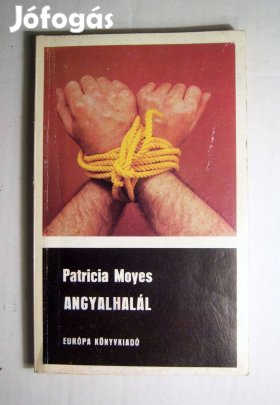 Jófogás
Patricia Moyes
ANGYALHALÁL
EURÓPA KÖNYVKIADÓ